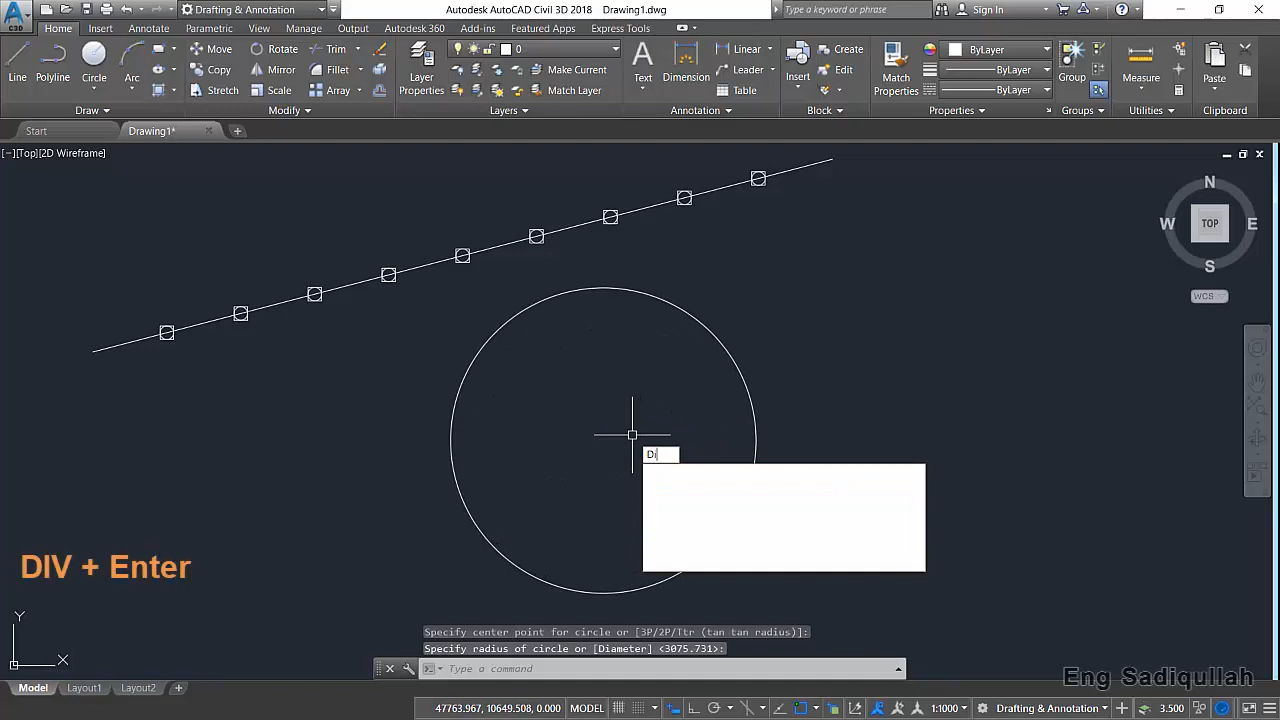 Drafting & Annotation
Autodesk AutoCAD Civil 3D 2018 Drawing1.dwg
Type a keyword or phrase
Sign In
C3D
Home Insert Annotate Parametric View Manage Output Autodesk 360 Add-ins Featured Apps Express Tools
Line Polyline Circle Arc
Move Rotate Trim
Copy Mirror Fillet
Stretch Scale Array
Layer Properties
0
Make Current
Match Layer
Text Dimension
Linear
Leader
Table
Insert
Create
Edit
Match Properties
ByLayer
ByLayer
ByLayer
Group
Measure
Paste
Draw Modify Layers Annotation Block Properties Groups Utilities Clipboard
Start Drawing1*
[−][Top][2D Wireframe]
N
W TOP E
S
WCS
Di
DIV + Enter
Y
X
Specify center point for circle or [3P/2P/Ttr (tan tan radius)]:
Specify radius of circle or [Diameter] <3075.731>:
Type a command
Eng Sadiqullah
Model Layout1 Layout2
47763.967, 10649.508, 0.000 MODEL 1:1000 Drafting & Annotation 3.500